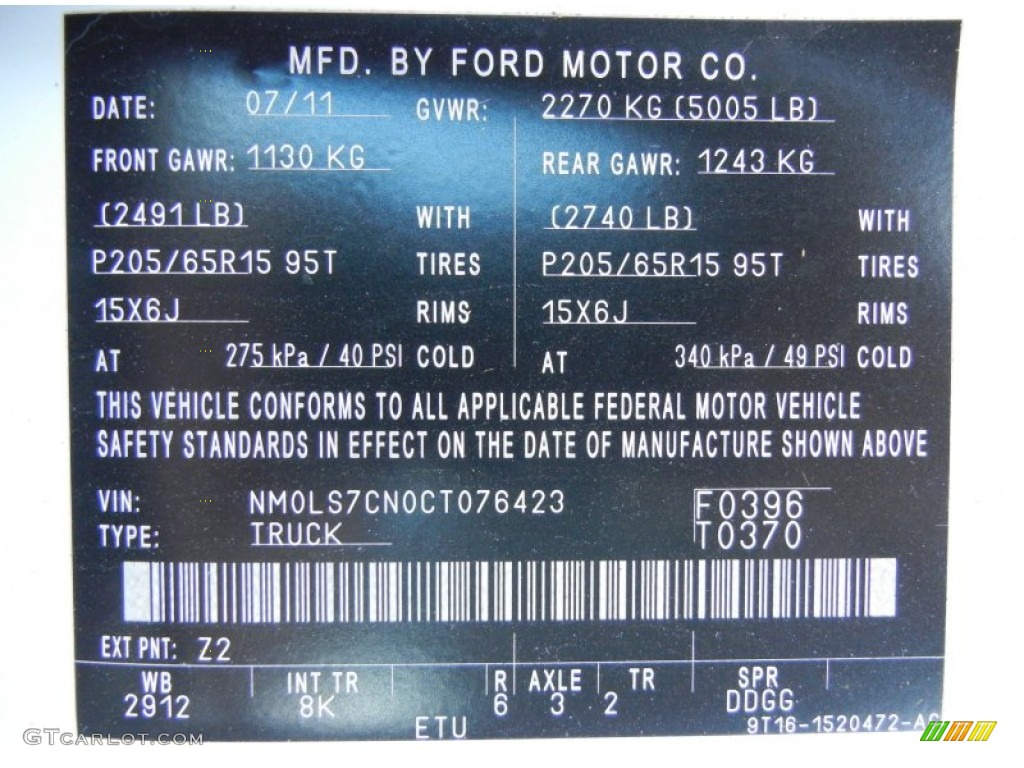 MFD. BY FORD MOTOR CO.
DATE: 07/11 GVWR: 2270 KG (5005 LB)
FRONT GAWR: 1130 KG REAR GAWR: 1243 KG
(2491 LB) WITH (2740 LB) WITH
P205/65R15 95T TIRES P205/65R15 95T TIRES
15X6J RIMS 15X6J RIMS
AT 275 kPa / 40 PSI COLD AT 340 kPa / 49 PSI COLD
THIS VEHICLE CONFORMS TO ALL APPLICABLE FEDERAL MOTOR VEHICLE
SAFETY STANDARDS IN EFFECT ON THE DATE OF MANUFACTURE SHOWN ABOVE
VIN: NM0LS7CN0CT076423 F0396
TYPE: TRUCK T0370
EXT PNT: Z2
WB INT TR R AXLE TR SPR
2912 8K 6 3 2 DDGG
ETU 9T16-1520472-AC
GTCARLOT.COM